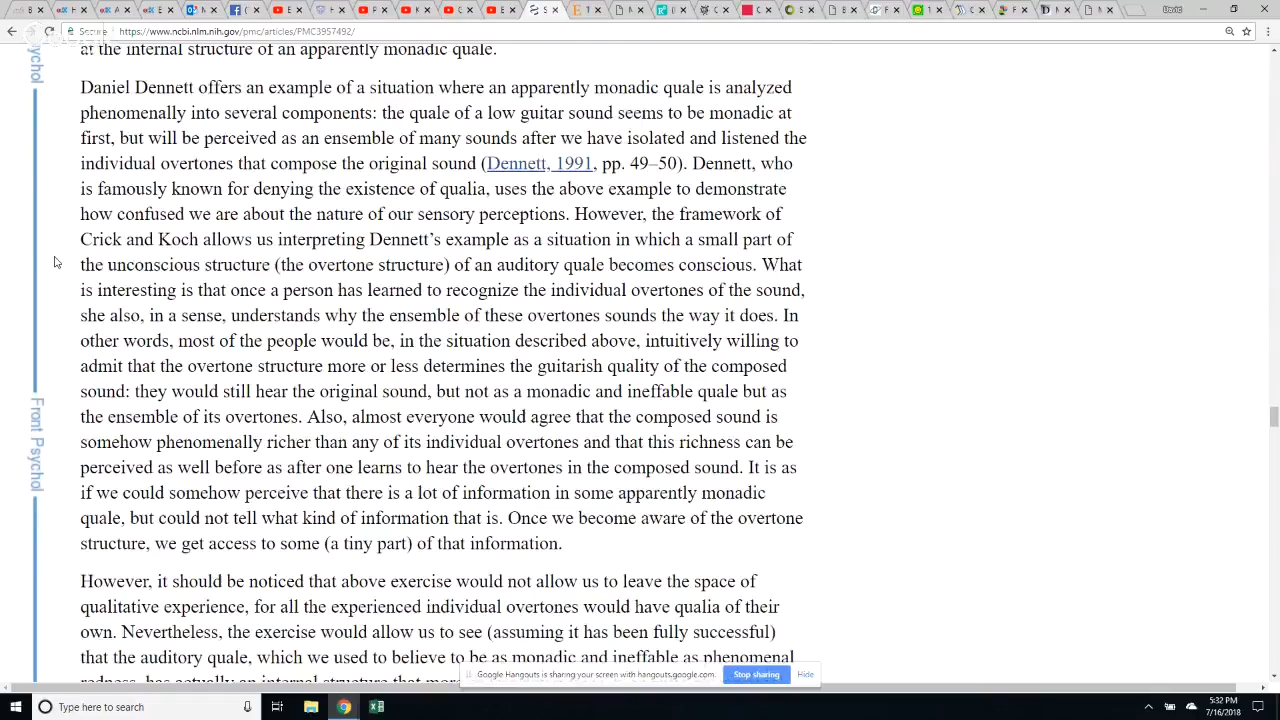 Secure
https://www.ncbi.nlm.nih.gov/pmc/articles/PMC3957492/
at the internal structure of an apparently monadic quale.
Daniel Dennett offers an example of a situation where an apparently monadic quale is analyzed
phenomenally into several components: the quale of a low guitar sound seems to be monadic at
first, but will be perceived as an ensemble of many sounds after we have isolated and listened the
individual overtones that compose the original sound (Dennett, 1991, pp. 49–50). Dennett, who
is famously known for denying the existence of qualia, uses the above example to demonstrate
how confused we are about the nature of our sensory perceptions. However, the framework of
Crick and Koch allows us interpreting Dennett’s example as a situation in which a small part of
the unconscious structure (the overtone structure) of an auditory quale becomes conscious. What
is interesting is that once a person has learned to recognize the individual overtones of the sound,
she also, in a sense, understands why the ensemble of these overtones sounds the way it does. In
other words, most of the people would be, in the situation described above, intuitively willing to
admit that the overtone structure more or less determines the guitarish quality of the composed
sound: they would still hear the original sound, but not as a monadic and ineffable quale but as
the ensemble of its overtones. Also, almost everyone would agree that the composed sound is
somehow phenomenally richer than any of its individual overtones and that this richness can be
perceived as well before as after one learns to hear the overtones in the composed sound. It is as
if we could somehow perceive that there is a lot of information in some apparently monadic
quale, but could not tell what kind of information that is. Once we become aware of the overtone
structure, we get access to some (a tiny part) of that information.
However, it should be noticed that above exercise would not allow us to leave the space of
qualitative experience, for all the experienced individual overtones would have qualia of their
own. Nevertheless, the exercise would allow us to see (assuming it has been fully successful)
that the auditory quale, which we used to believe to be as monadic and ineffable as phenomenal
Front Psychol
Google Hangouts is sharing your screen with hangouts.google.com.
Stop sharing
Hide
Type here to search
5:32 PM
7/16/2018